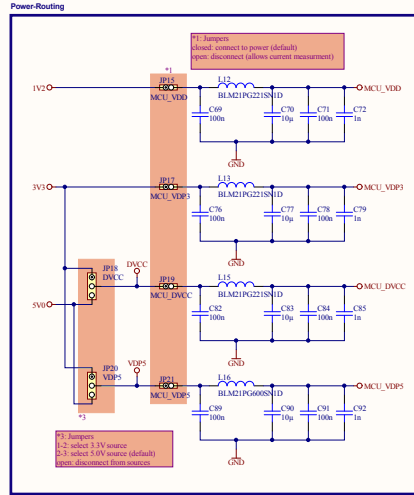 Power-Routing
*1: Jumpers
closed: connect to power (default)
open: disconnect (allows current measurment)
*1
JP15
MCU_VDD
1V2
L12
BLM21PG221SN1D
MCU_VDD
C69
100n
C70
10µ
C71
100n
C72
1n
GND
JP17
MCU_VDP3
3V3
L13
BLM21PG221SN1D
MCU_VDP3
C76
100n
C77
10µ
C78
100n
C79
1n
GND
JP18
DVCC
DVCC
JP19
MCU_DVCC
L15
BLM21PG221SN1D
MCU_DVCC
5V0
C82
100n
C83
10µ
C84
100n
C85
1n
GND
JP20
VDP5
VDP5
JP21
MCU_VDP5
L16
BLM21PG600SN1D
MCU_VDP5
C89
100n
C90
10µ
C91
100n
C92
1n
*3
GND
*3: Jumpers
1-2: select 3.3V source
2-3: select 5.0V source (default)
open: disconnect from sources